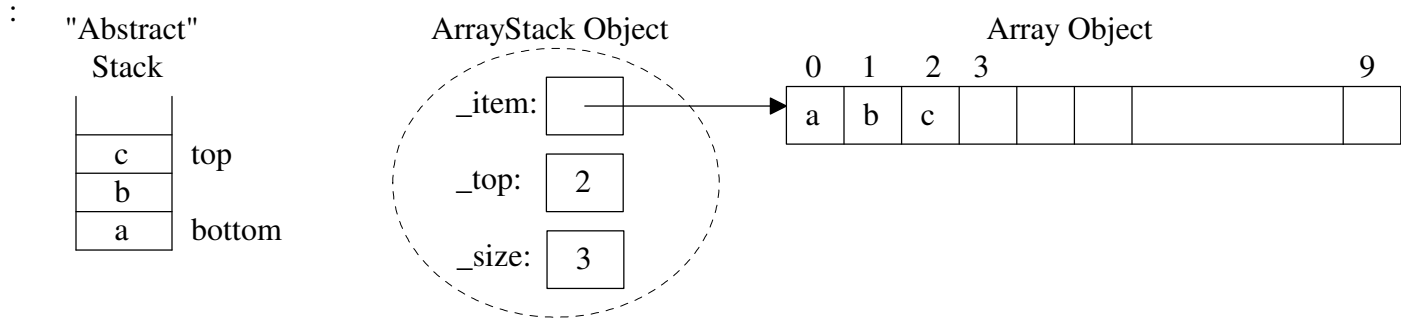 :
"Abstract"
Stack
c top
b
a bottom
ArrayStack Object
_item:
_top: 2
_size: 3
Array Object
0 1 2 3 9
a b c